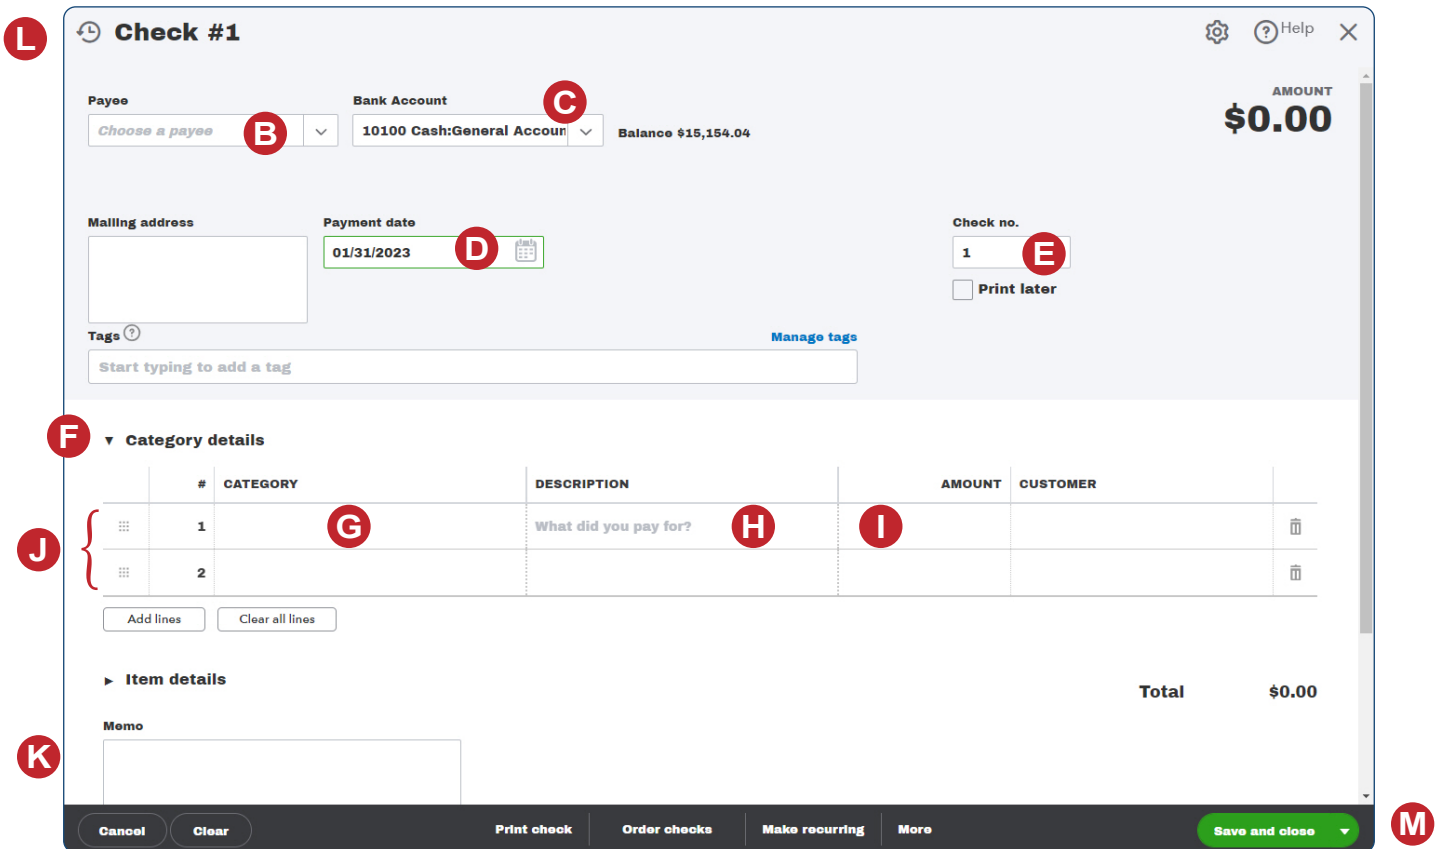 L
Check #1
Help
Payee
Bank Account
C
AMOUNT
$0.00
Choose a payee
B
10100 Cash:General Accoun
Balance $15,154.04
Mailing address
Payment date
Check no.
01/31/2023
D
1
E
Print later
Tags
Manage tags
Start typing to add a tag
F
Category details
# CATEGORY DESCRIPTION AMOUNT CUSTOMER
J
1 G What did you pay for? H I
2
Add lines Clear all lines
Item details
Total $0.00
Memo
K
Cancel Clear Print check Order checks Make recurring More Save and close
M